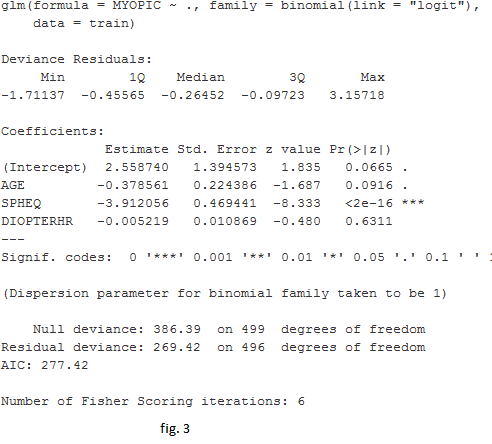 glm(formula = MYOPIC ~ ., family = binomial(link = "logit"),
    data = train)
Deviance Residuals:
     Min       1Q   Median       3Q      Max
-1.71137 -0.45565 -0.26452 -0.09723  3.15718
Coefficients:
             Estimate Std. Error z value Pr(>|z|)
(Intercept)  2.558740   1.394573   1.835   0.0665 .
AGE         -0.378561   0.224386  -1.687   0.0916 .
SPHEQ       -3.912056   0.469441  -8.333   <2e-16 ***
DIOPTERHR   -0.005219   0.010869  -0.480   0.6311
---
Signif. codes:  0 '***' 0.001 '**' 0.01 '*' 0.05 '.' 0.1 ' '
(Dispersion parameter for binomial family taken to be 1)
    Null deviance: 386.39  on 499  degrees of freedom
Residual deviance: 269.42  on 496  degrees of freedom
AIC: 277.42
Number of Fisher Scoring iterations: 6
fig. 3